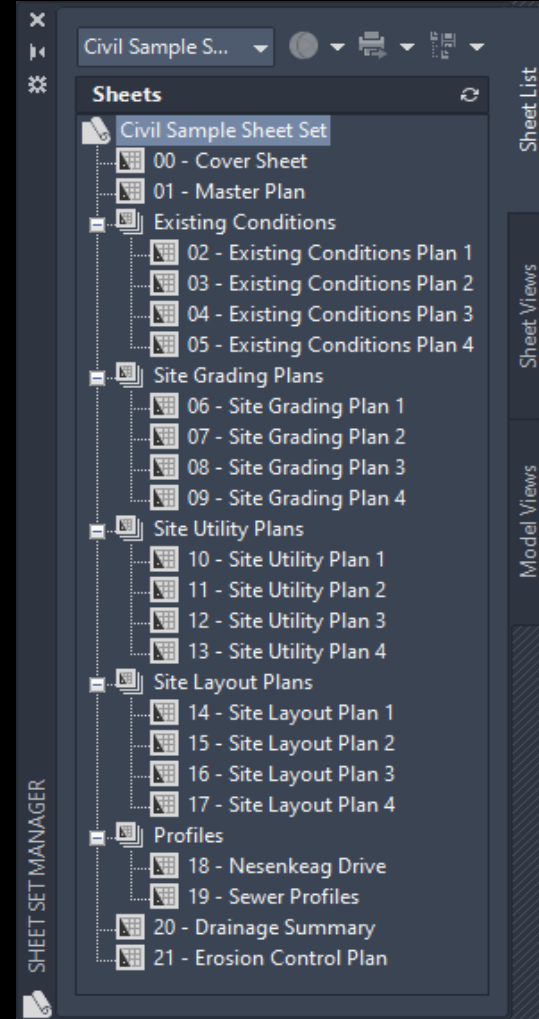 Civil Sample S...
Sheets
Civil Sample Sheet Set
00 - Cover Sheet
01 - Master Plan
Existing Conditions
02 - Existing Conditions Plan 1
03 - Existing Conditions Plan 2
04 - Existing Conditions Plan 3
05 - Existing Conditions Plan 4
Site Grading Plans
06 - Site Grading Plan 1
07 - Site Grading Plan 2
08 - Site Grading Plan 3
09 - Site Grading Plan 4
Site Utility Plans
10 - Site Utility Plan 1
11 - Site Utility Plan 2
12 - Site Utility Plan 3
13 - Site Utility Plan 4
Site Layout Plans
14 - Site Layout Plan 1
15 - Site Layout Plan 2
16 - Site Layout Plan 3
17 - Site Layout Plan 4
Profiles
18 - Nesenkeag Drive
19 - Sewer Profiles
20 - Drainage Summary
21 - Erosion Control Plan
Sheet List
Sheet Views
Model Views
SHEET SET MANAGER